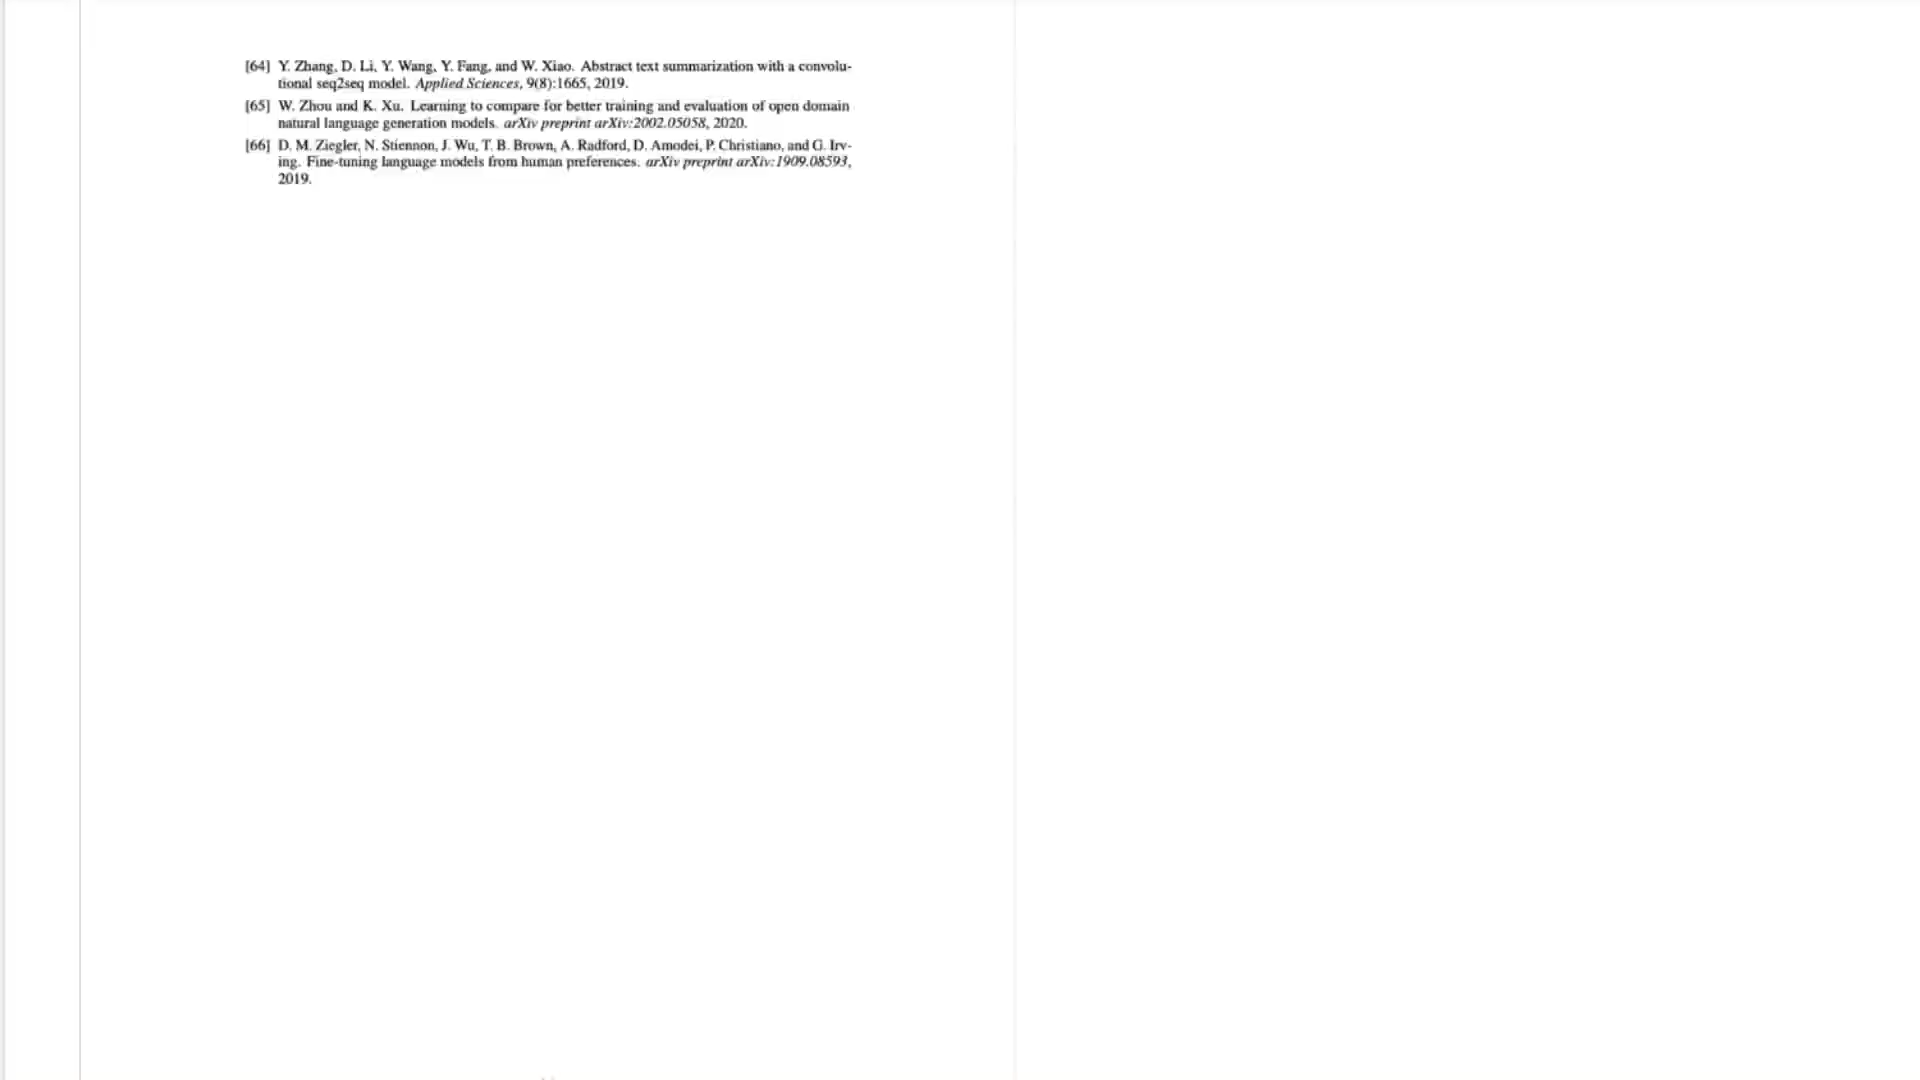 [64] Y. Zhang, D. Li, Y. Wang, Y. Fang, and W. Xiao. Abstract text summarization with a convolu-
tional seq2seq model. Applied Sciences, 9(8):1665, 2019.
[65] W. Zhou and K. Xu. Learning to compare for better training and evaluation of open domain
natural language generation models. arXiv preprint arXiv:2002.05058, 2020.
[66] D. M. Ziegler, N. Stiennon, J. Wu, T. B. Brown, A. Radford, D. Amodei, P. Christiano, and G. Irv-
ing. Fine-tuning language models from human preferences. arXiv preprint arXiv:1909.08593,
2019.